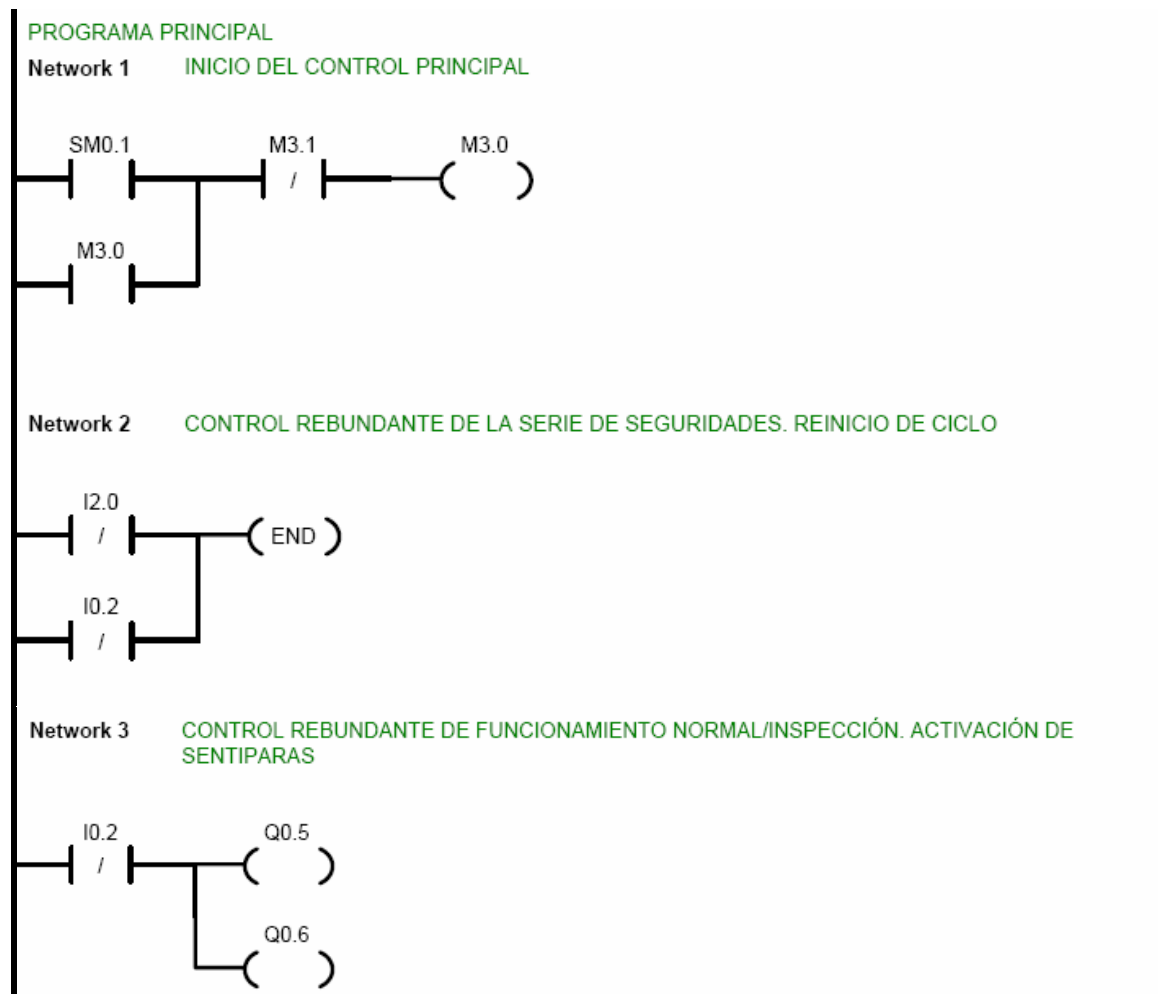 PROGRAMA PRINCIPAL
Network 1 INICIO DEL CONTROL PRINCIPAL
SM0.1 M3.1 M3.0
/
M3.0
Network 2 CONTROL REBUNDANTE DE LA SERIE DE SEGURIDADES. REINICIO DE CICLO
I2.0
/ END
I0.2
/
Network 3 CONTROL REBUNDANTE DE FUNCIONAMIENTO NORMAL/INSPECCIÓN. ACTIVACIÓN DE
SENTIPARAS
I0.2 Q0.5
/
Q0.6